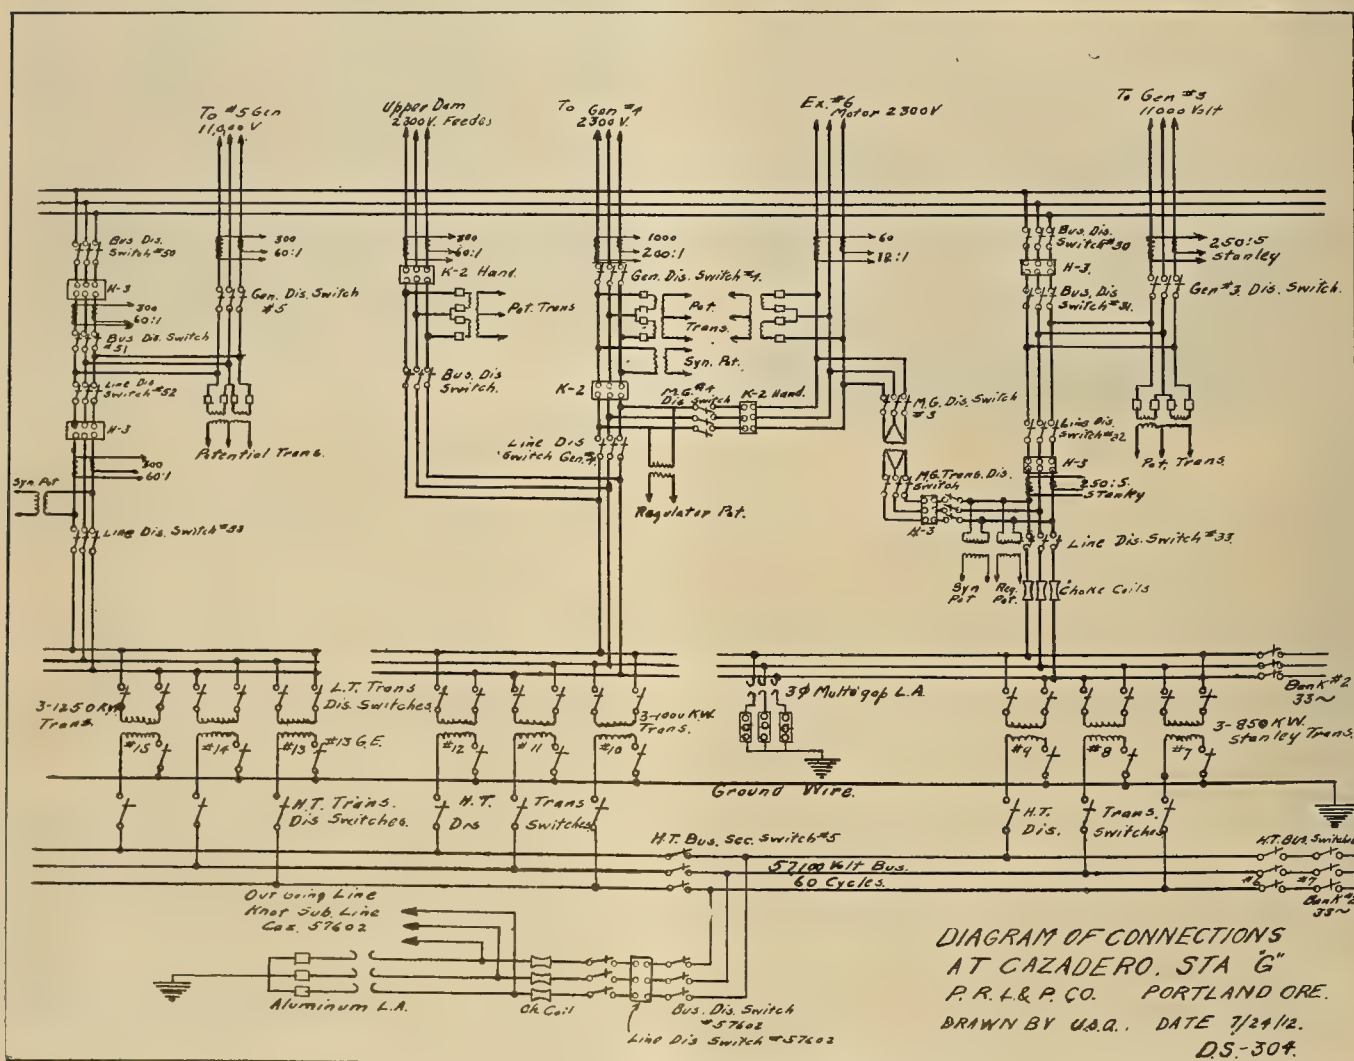 To #5 Gen
11,000 V
Upper Dam
2300 V. Feeder
To Gen #4
2300 V.
Ex. #6
Motor 2300V
To Gen #3
11000 Volt
Bus Dis.
Switch #50
H-3
300
60:1
Bus Dis Switch
#51
Line Dis
Switch #52
H-3
300
60:1
Syn Pot
Line Dis. Switch #53
300
60:1
Gen. Dis. Switch
#5
Potential Trans.
300
60:1
K-2 Hand.
Pot. Trans
Bus. Dis
Switch.
1000
200:1
Gen. Dis. Switch #4.
Pot.
Trans.
Syn. Pot.
K-2
M.G. #4
Dis Switch
K-2 Hand.
Line Dis
Switch Gen. #4
Regulator Pot.
60
12:1
M.G. Dis. Switch
#3
M.G. Trans. Dis.
Switch
H-3
Syn
Pot
Reg.
Pot.
Bus. Dis.
Switch #30
H-3.
Bus, Dis
Switch #31.
250:5
Stanley
Gen #3. Dis. Switch.
Line Dis.
Switch #32
H-3
250:5.
Stanley
Pot, Trans.
Line Dis. Switch #33.
Choke Coils
3-1250 Kw.
Trans.
L.T. Trans
Dis Switches.
3-1000 KW.
Trans.
3φ Multigap L.A.
Bank #2
33~
3-850 KW.
Stanley Trans.
#15
#14
#13
#13 G.E.
#12
#11
#10
#9
#8
#7
Ground Wire.
H.T. Trans.
Dis Switches.
H.T.
Dis
Trans
Switches
H.T.
Dis.
Trans.
Switches
H.T. Bus. Sec. Switch #5
57,100 Volt Bus.
60 Cycles.
H.T. Bus. Switches
#6
#7
Bank #2
33~
Out Going Line
Knot Sub. Line
Caz. 57602
Aluminum L.A.
Ch Coil
Bus. Dis. Switch
#57602
Line Dis Switch #57602
DIAGRAM OF CONNECTIONS
AT CAZADERO. STA "G"
P. R. L. & P. CO. PORTLAND ORE.
DRAWN BY U.S.Q.. DATE 7/24/12.
D.S.-304.